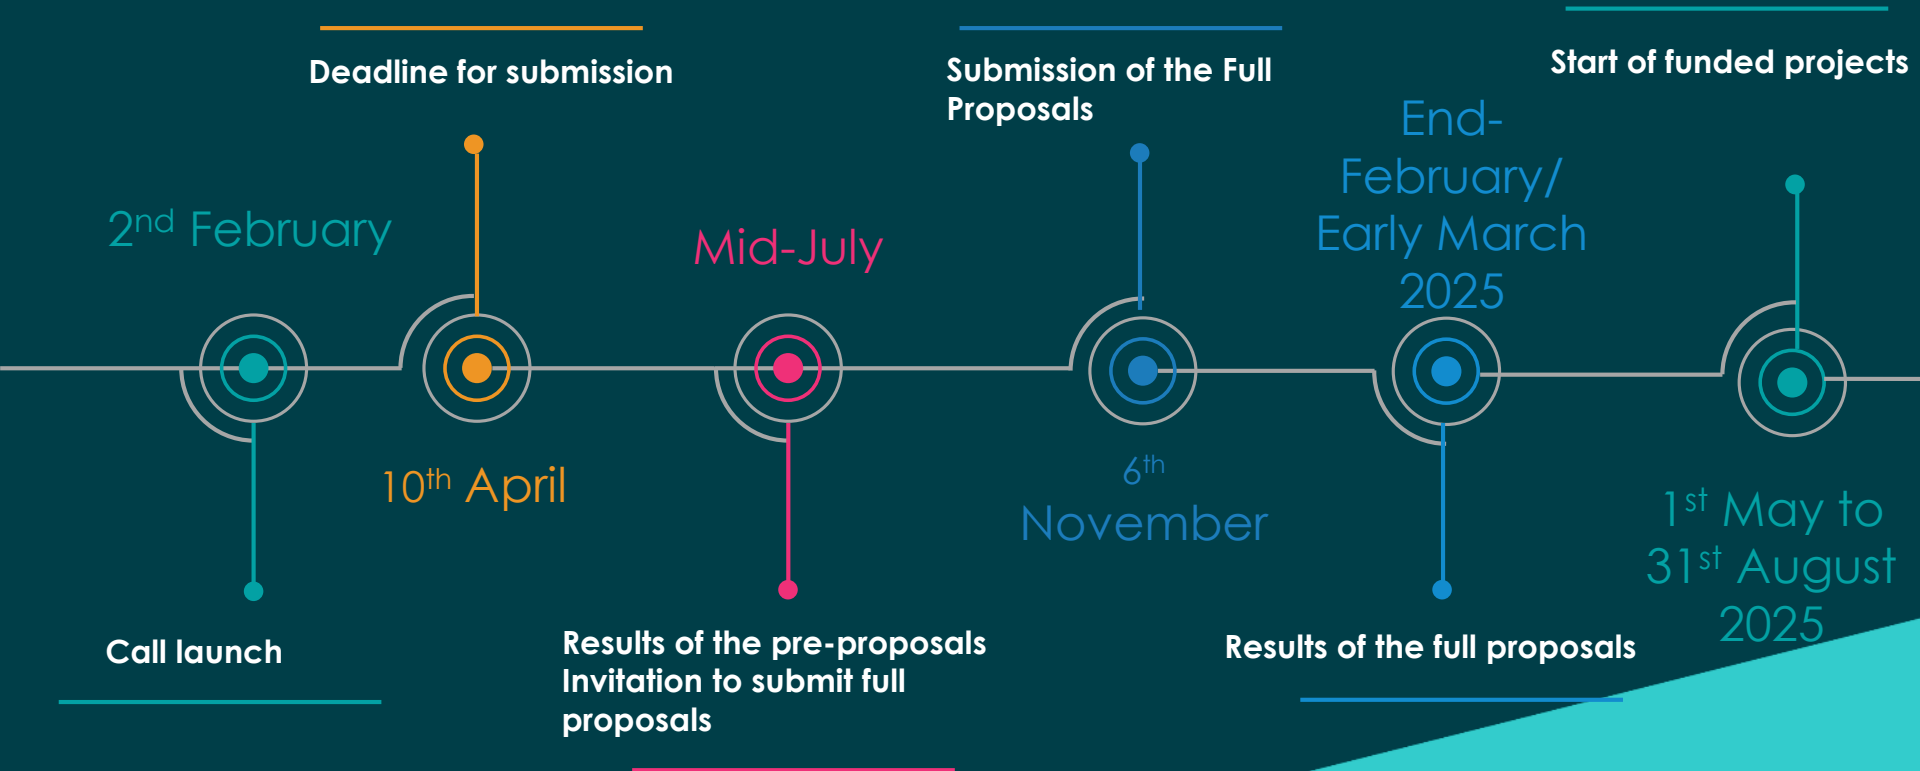 Deadline for submission
Submission of the Full
Proposals
Start of funded projects
2nd February
Mid-July
End-
February/
Early March
2025
10th April
6th
November
1st May to
31st August
2025
Call launch
Results of the pre-proposals
Invitation to submit full
proposals
Results of the full proposals